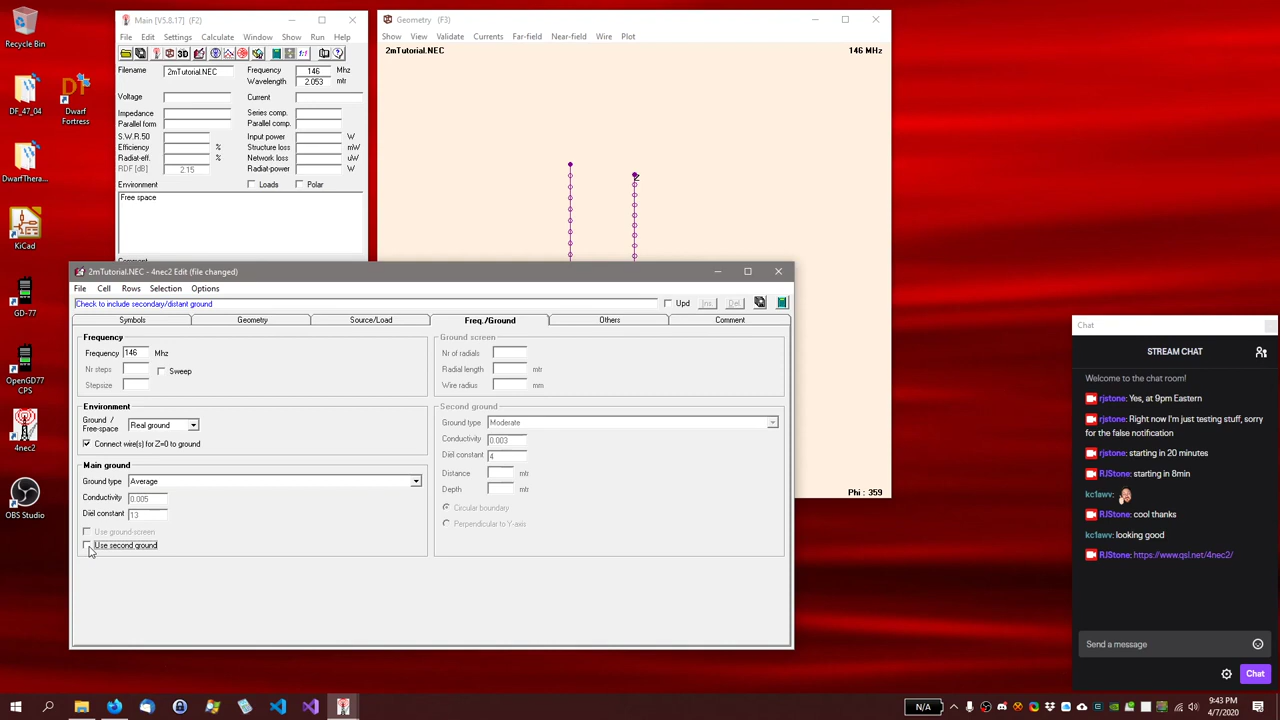 Recycle Bin
DF_47_04
Dwarf Fortress
DwarfThera...
KiCad
GD-77
OpenGD77 CPS
4nec2
OBS Studio
Main [V5.8.17] (F2)
File Edit Settings Calculate Window Show Run Help
3D
Filename 2mTutorial.NEC Frequency 146 Mhz
Wavelength 2.053 mtr
Voltage Current
Impedance Series comp.
Parallel form Parallel comp.
S.W.R.50 Input power W
Efficiency % Structure loss mW
Radiat-eff. % Network loss uW
RDF [dB] 2.15 Radiat-power W
Environment Loads Polar
Free space
Comment
Geometry (F3)
Show View Validate Currents Far-field Near-field Wire Plot
2mTutorial.NEC 146 MHz
Z
Phi : 359
2mTutorial.NEC - 4nec2 Edit (file changed)
File Cell Rows Selection Options
Check to include secondary/distant ground Upd Ins. Del.
Symbols Geometry Source/Load Freq./Ground Others Comment
Frequency
Frequency 146 Mhz
Nr steps Sweep
Stepsize
Environment
Ground / Free-space Real ground
Connect wire(s) for Z=0 to ground
Main ground
Ground type Average
Conductivity 0.005
Diël constant 13
Use ground-screen
Use second ground
Ground screen
Nr of radials
Radial length mtr
Wire radius mm
Second ground
Ground type Moderate
Conductivity 0.003
Diël constant 4
Distance mtr
Depth mtr
Circular boundary
Perpendicular to Y-axis
Chat
STREAM CHAT
Welcome to the chat room!
rjstone: Yes, at 9pm Eastern
rjstone: Right now I'm just testing stuff, sorry
for the false notification
rjstone: starting in 20 minutes
RJStone: starting in 8min
kc1awv:
RJStone: cool thanks
kc1awv: looking good
RJStone: https://www.qsl.net/4nec2/
Send a message
Chat
N/A
9:43 PM
4/7/2020